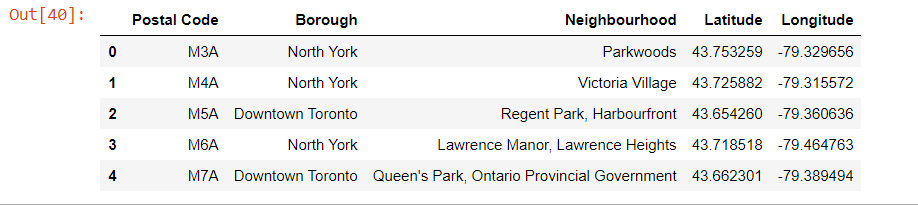 Out[40]:
Postal Code Borough Neighbourhood Latitude Longitude
0 M3A North York Parkwoods 43.753259 -79.329656
1 M4A North York Victoria Village 43.725882 -79.315572
2 M5A Downtown Toronto Regent Park, Harbourfront 43.654260 -79.360636
3 M6A North York Lawrence Manor, Lawrence Heights 43.718518 -79.464763
4 M7A Downtown Toronto Queen's Park, Ontario Provincial Government 43.662301 -79.389494